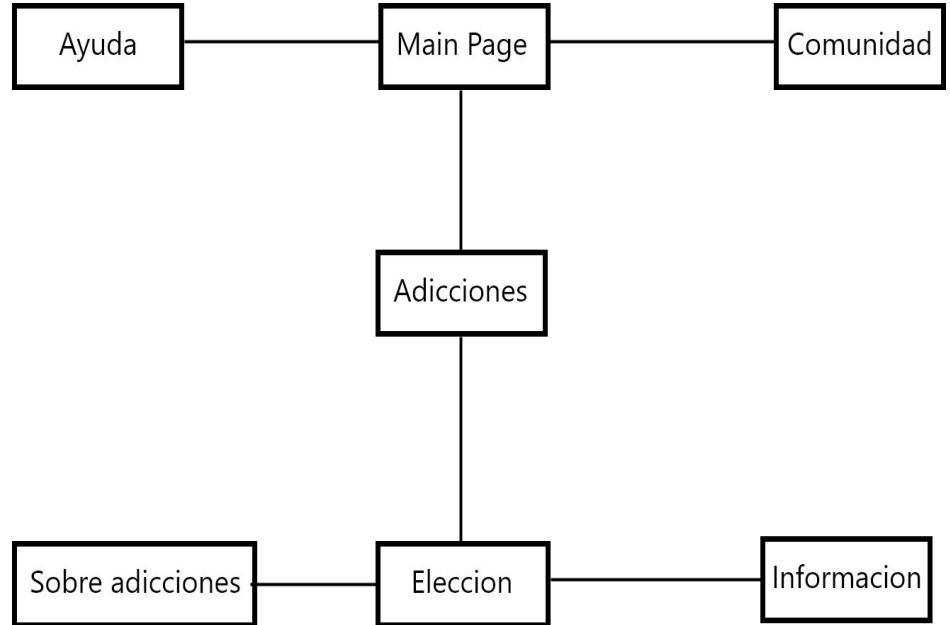 Ayuda
Main Page
Comunidad
Adicciones
Sobre adicciones
Eleccion
Informacion